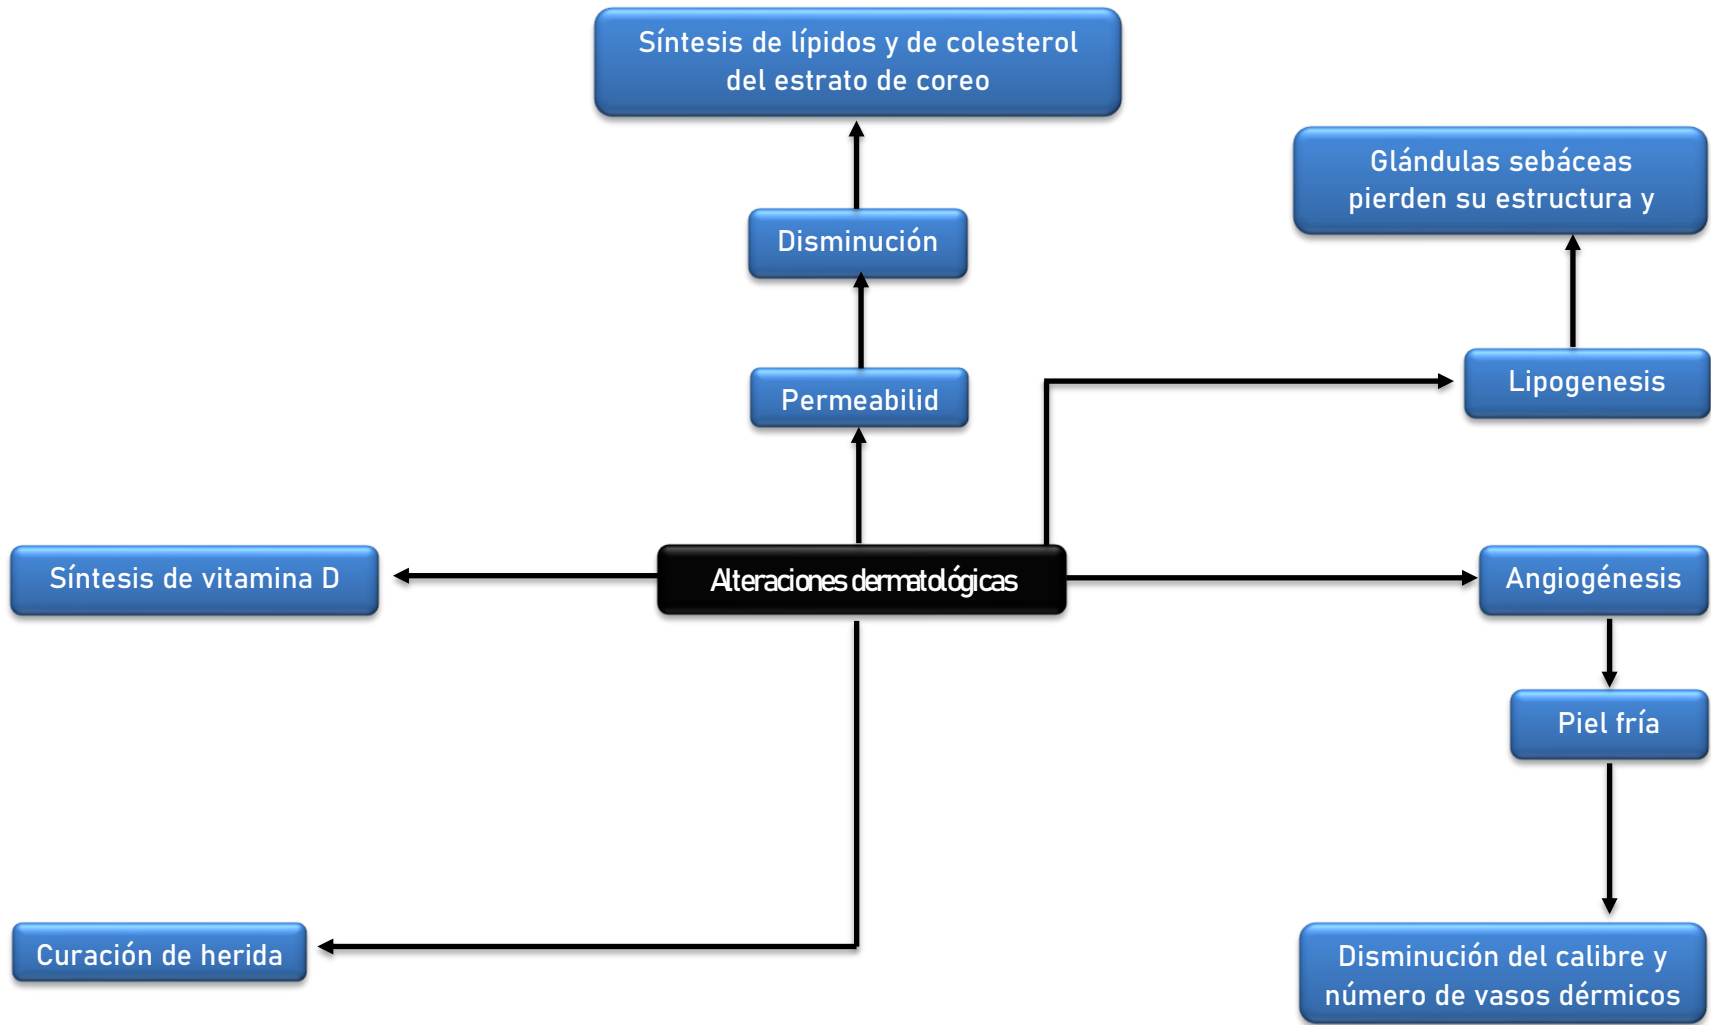 Síntesis de lípidos y de colesterol
del estrato de coreo
Glándulas sebáceas
pierden su estructura y
Disminución
Lipogenesis
Permeabilid
Síntesis de vitamina D
Alteraciones dermatológicas
Angiogénesis
Piel fría
Curación de herida
Disminución del calibre y
número de vasos dérmicos